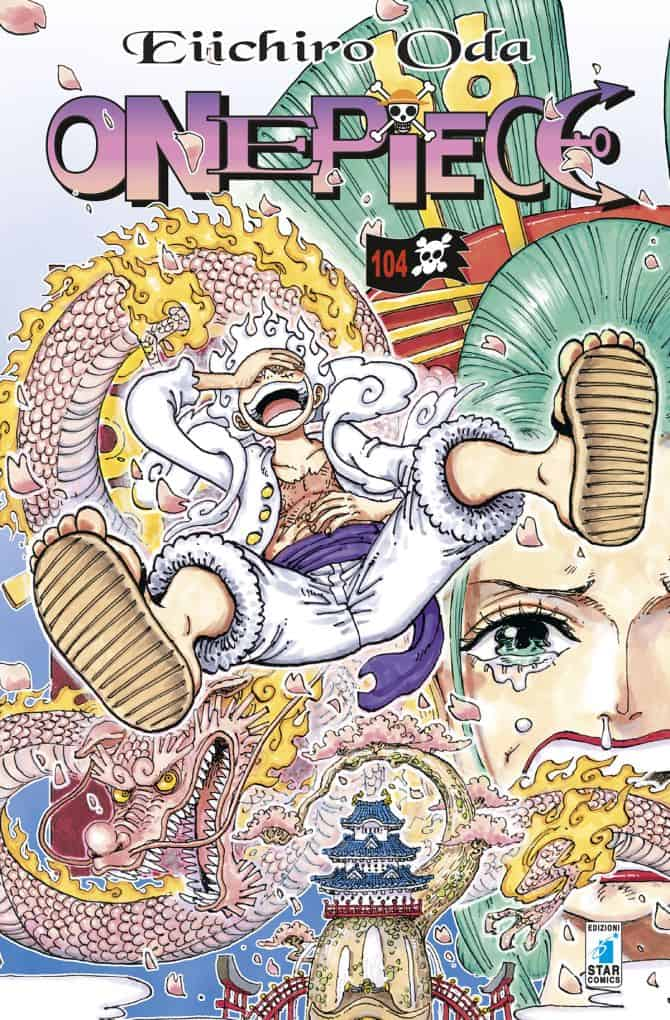 Eiichiro Oda
ONE PIECE
104
EDIZIONI
STAR
COMICS